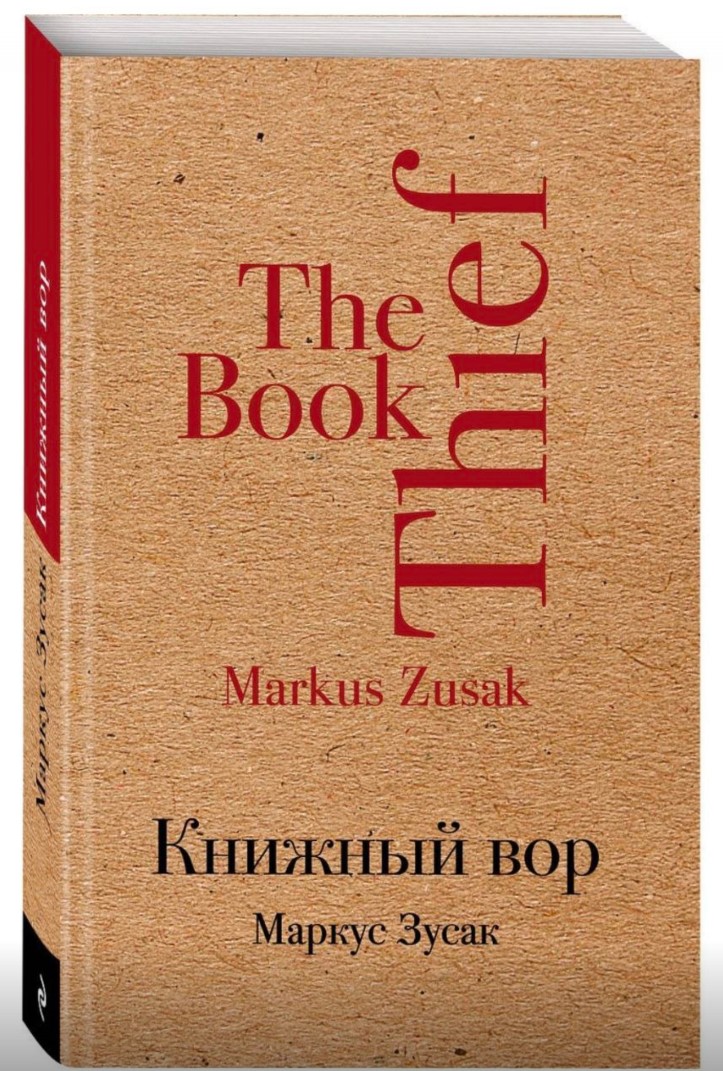 The
Book
Thief
Markus Zusak
Книжный вор
Маркус Зусак
Маркус Зусак Книжный вор